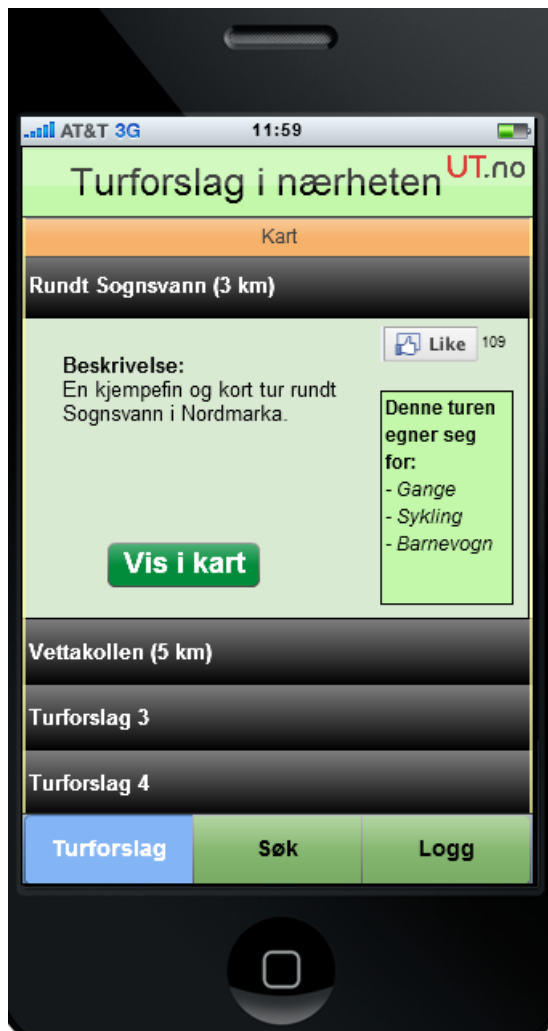 AT&T 3G 11:59
Turforslag i nærheten UT.no
Kart
Rundt Sognsvann (3 km)
Like 109
Beskrivelse:
En kjempefin og kort tur rundt
Sognsvann i Nordmarka.
Denne turen
egner seg
for:
- Gange
- Sykling
- Barnevogn
Vis i kart
Vettakollen (5 km)
Turforslag 3
Turforslag 4
Turforslag Søk Logg